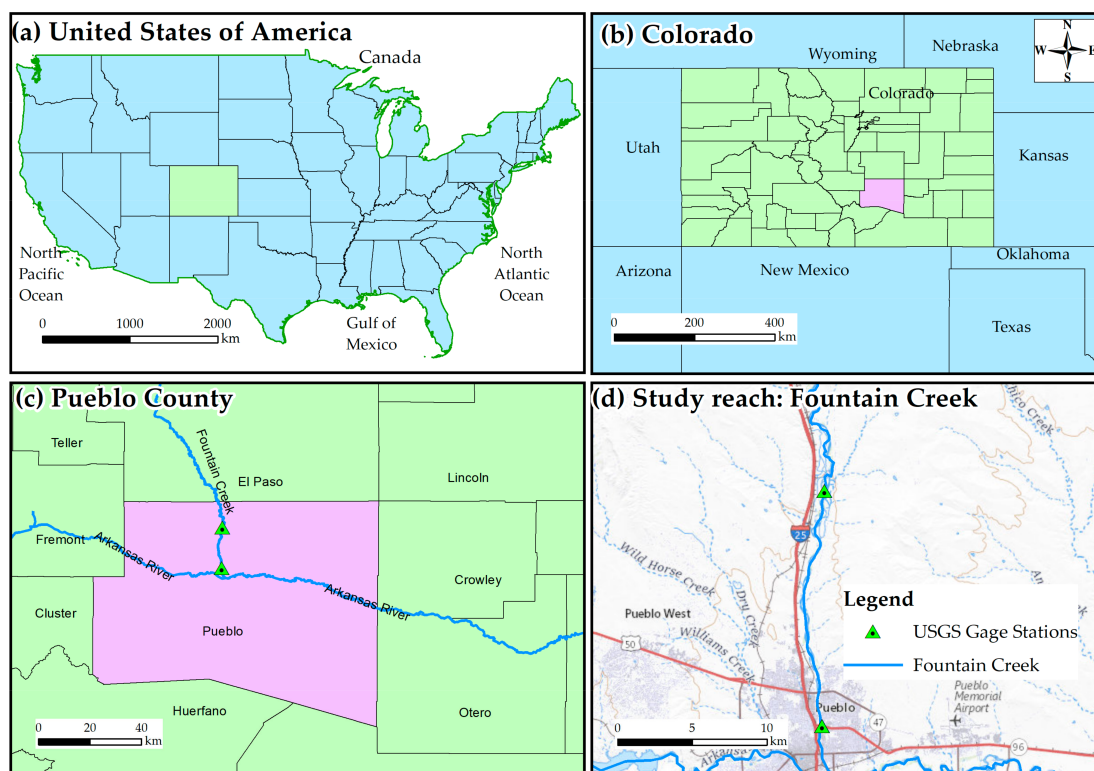 (a) United States of America
Canada
North
Pacific
Ocean
North
Atlantic
Ocean
Gulf of
Mexico
0 1000 2000
km
(b) Colorado
N
W E
S
Wyoming
Nebraska
Colorado
Utah
Kansas
Arizona
New Mexico
Oklahoma
Texas
0 200 400
km
(c) Pueblo County
Teller
Fountain Creek
El Paso
Lincoln
Fremont
Arkansas River
Arkansas River
Crowley
Cluster
Pueblo
Huerfano
Otero
0 20 40
km
(d) Study reach: Fountain Creek
hico Creek
25
Wild Horse Creek
Dry Creek
Pueblo West
50
Williams Creek
An
k
Legend
USGS Gage Stations
Fountain Creek
Pueblo
Pueblo
Memorial
Airport
47
96
0 5 10
km
Arkansas